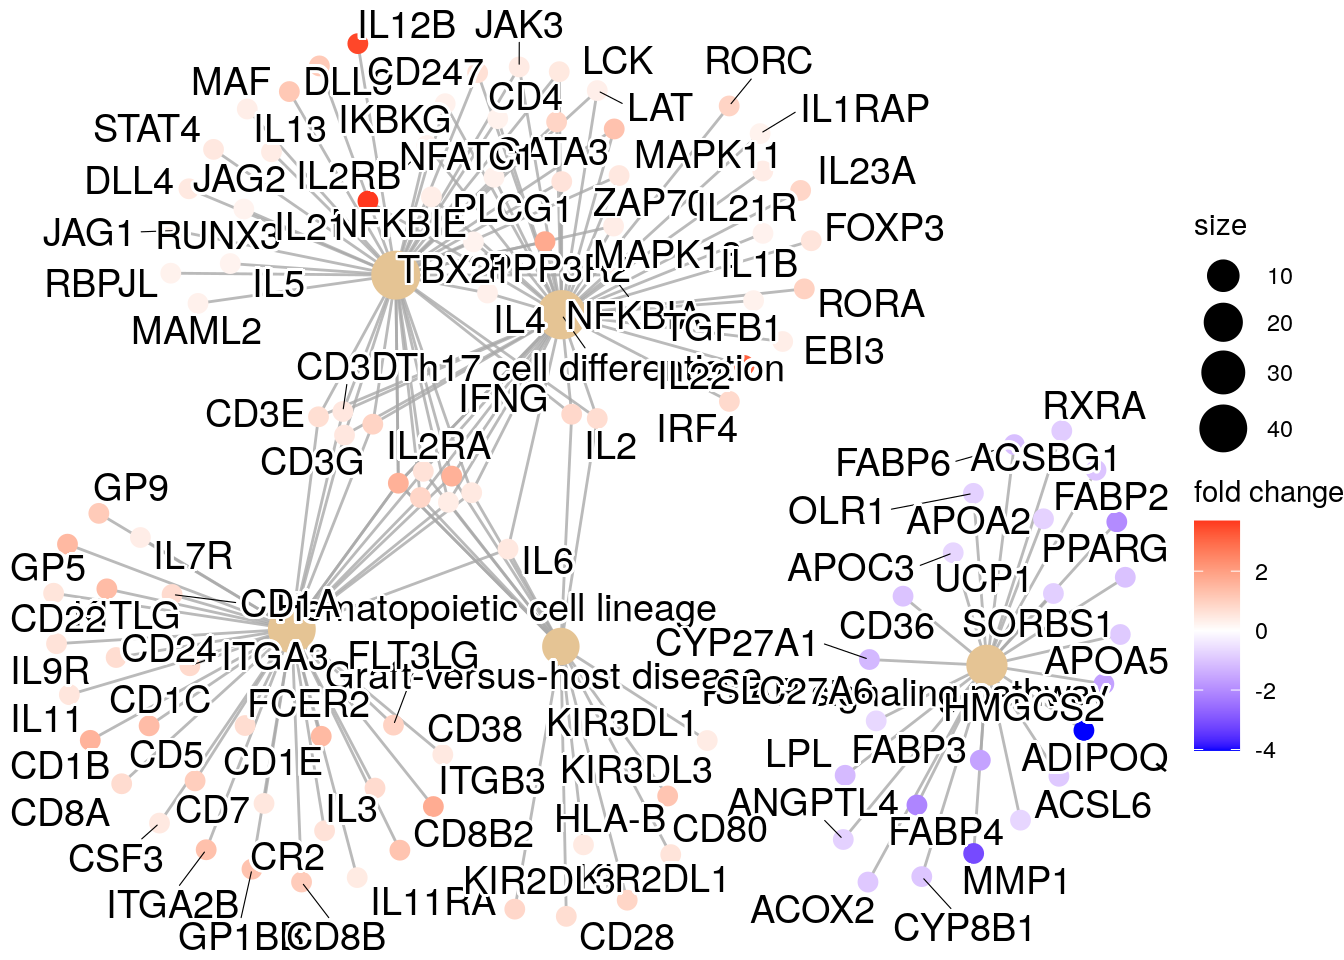 IL12B
JAK3
MAF
CD247
LCK
RORC
STAT4
IL13
IKBKG
CD4
LAT
IL1RAP
DLL4
JAG2
IL2RB
NFATC1
GATA3
MAPK11
IL23A
JAG1
RUNX3
IL21
NFKBIE
PLCG1
ZAP70
IL21R
FOXP3
RBPJL
IL5
TBX21
PPP3R2
IL1B
MAML2
IL4
NFKBIA
TGFB1
RORA
CD3D
Th17 cell differentiation
IL22
EBI3
CD3E
IFNG
IRF4
CD3G
IL2RA
IL2
GP9
IL7R
IL6
GP5
CD22
KITLG
CD1A
Hematopoietic cell lineage
IL9R
CD24
ITGA3
FLT3LG
Graft-versus-host disease
IL11
CD1C
FCER2
CD38
KIR3DL1
CD1B
CD5
CD1E
ITGB3
KIR3DL3
CD8A
CD7
IL3
CD8B2
HLA-B
CD80
CSF3
CR2
ITGA2B
IL11RA
KIR2DL3
KIR2DL1
CD8B
CD28
RXRA
FABP6
ACSBG1
OLR1
APOA2
FABP2
APOC3
UCP1
PPARG
CYP27A1
CD36
SORBS1
APOA5
SLC27A6
signaling pathway
HMGCS2
LPL
FABP3
ADIPOQ
ANGPTL4
FABP4
ACSL6
ACOX2
MMP1
CYP8B1
size
10
20
30
40
fold change
2
0
-2
-4